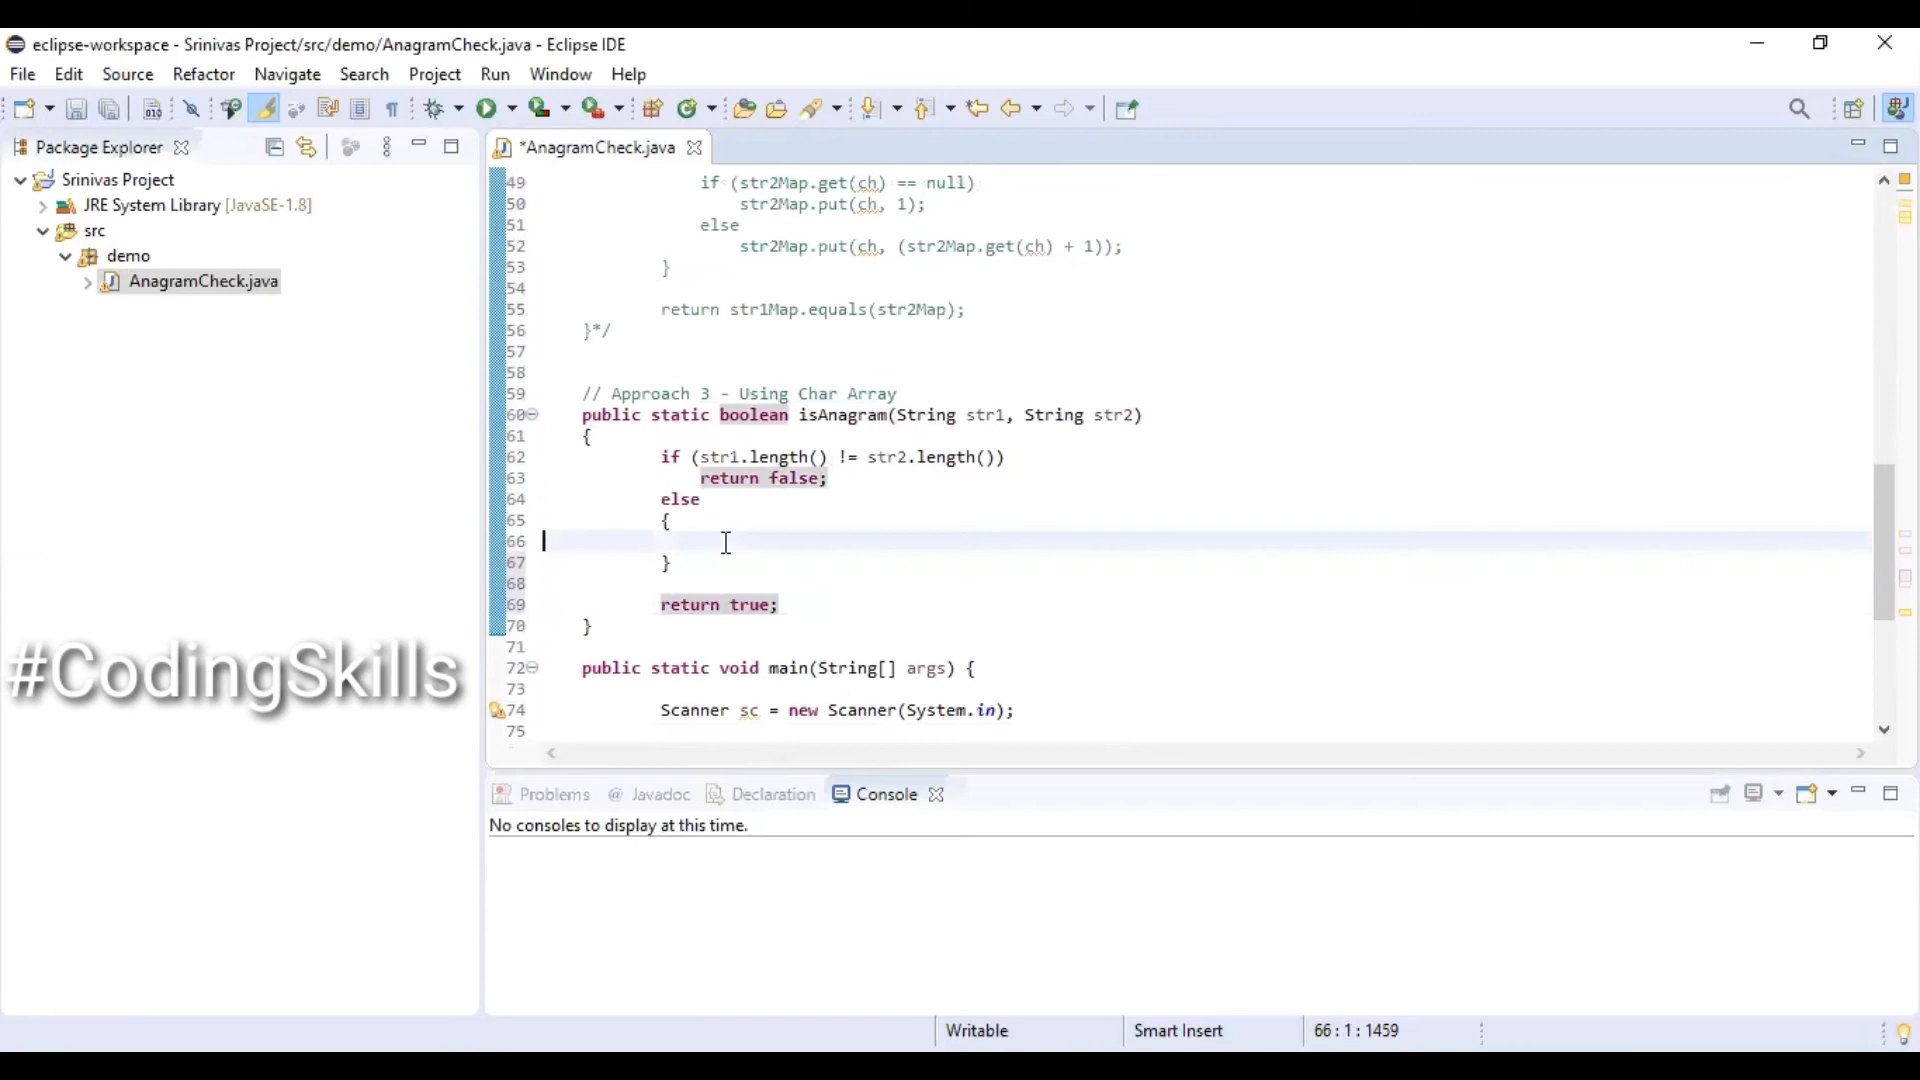 eclipse-workspace - Srinivas Project/src/demo/AnagramCheck.java - Eclipse IDE
File Edit Source Refactor Navigate Search Project Run Window Help
Package Explorer
Srinivas Project
JRE System Library [JavaSE-1.8]
src
demo
AnagramCheck.java
#CodingSkills
*AnagramCheck.java
49 if (str2Map.get(ch) == null)
50 str2Map.put(ch, 1);
51 else
52 str2Map.put(ch, (str2Map.get(ch) + 1));
53 }
54
55 return str1Map.equals(str2Map);
56 }*/
57
58
59 // Approach 3 - Using Char Array
60 public static boolean isAnagram(String str1, String str2)
61 {
62 if (str1.length() != str2.length())
63 return false;
64 else
65 {
66
67 }
68
69 return true;
70 }
71
72 public static void main(String[] args) {
73
74 Scanner sc = new Scanner(System.in);
75
Problems @ Javadoc Declaration Console
No consoles to display at this time.
Writable Smart Insert 66 : 1 : 1459